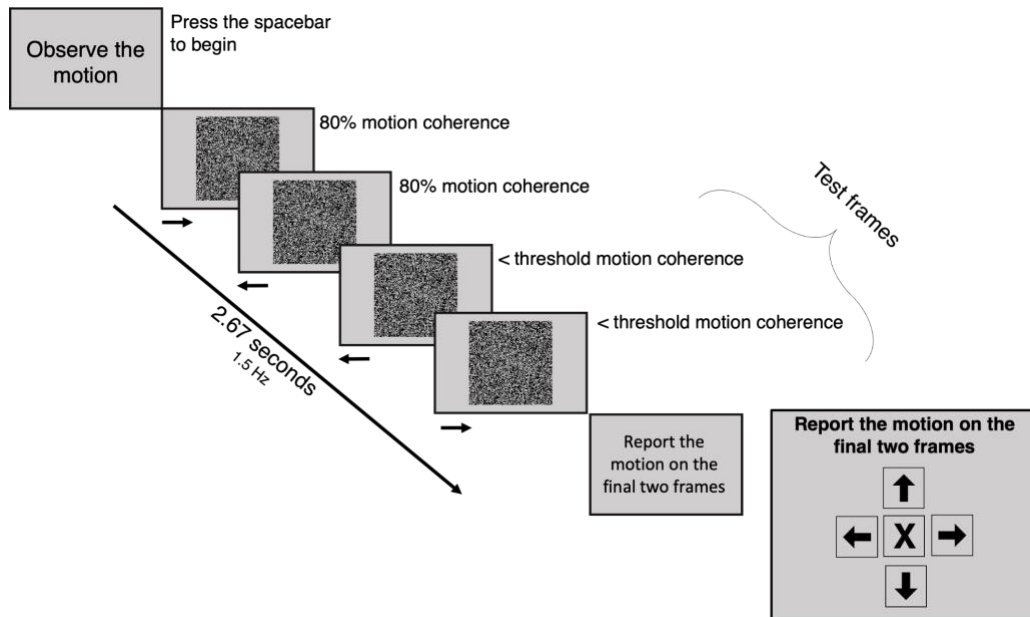 Observe the
motion
Press the spacebar
to begin
80% motion coherence
80% motion coherence
< threshold motion coherence
< threshold motion coherence
Test frames
2.67 seconds
1.5 Hz
Report the
motion on the
final two frames
Report the motion on the
final two frames
X